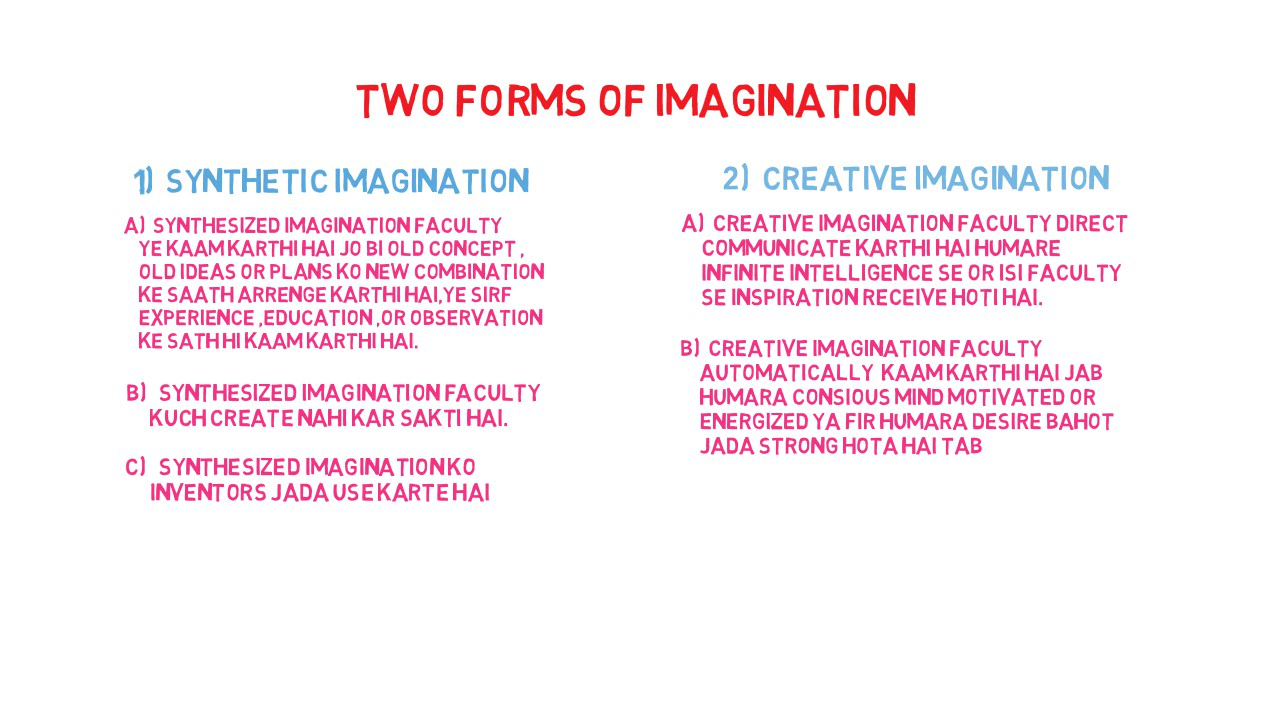 TWO FORMS OF IMAGINATION
1) SYNTHETIC IMAGINATION
A) SYNTHESIZED IMAGINATION FACULTY
YE KAAM KARTHI HAI JO BI OLD CONCEPT ,
OLD IDEAS OR PLANS KO NEW COMBINATION
KE SAATH ARRENGE KARTHI HAI,YE SIRF
EXPERIENCE ,EDUCATION ,OR OBSERVATION
KE SATH HI KAAM KARTHI HAI.
B) SYNTHESIZED IMAGINATION FACULTY
KUCH CREATE NAHI KAR SAKTI HAI.
C) SYNTHESIZED IMAGINATION KO
INVENTORS JADA USE KARTE HAI
2) CREATIVE IMAGINATION
A) CREATIVE IMAGINATION FACULTY DIRECT
COMMUNICATE KARTHI HAI HUMARE
INFINITE INTELLIGENCE SE OR ISI FACULTY
SE INSPIRATION RECEIVE HOTI HAI.
B) CREATIVE IMAGINATION FACULTY
AUTOMATICALLY KAAM KARTHI HAI JAB
HUMARA CONSIOUS MIND MOTIVATED OR
ENERGIZED YA FIR HUMARA DESIRE BAHOT
JADA STRONG HOTA HAI TAB